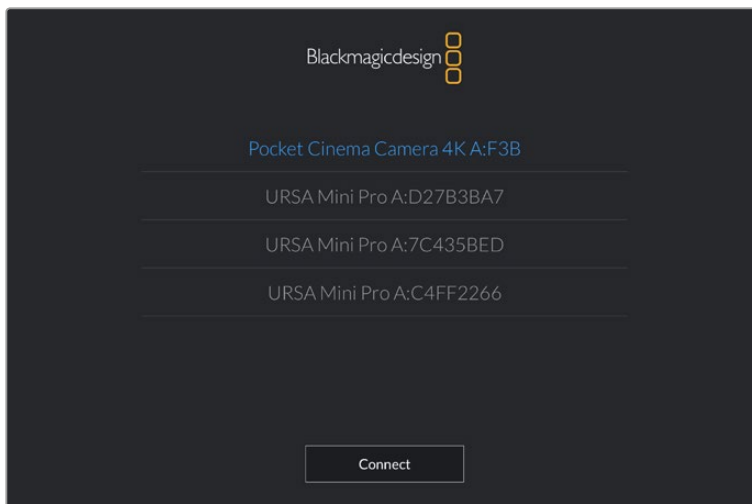 Blackmagicdesign
Pocket Cinema Camera 4K A:F3B
URSA Mini Pro A:D27B3BA7
URSA Mini Pro A:7C435BED
URSA Mini Pro A:C4FF2266
Connect